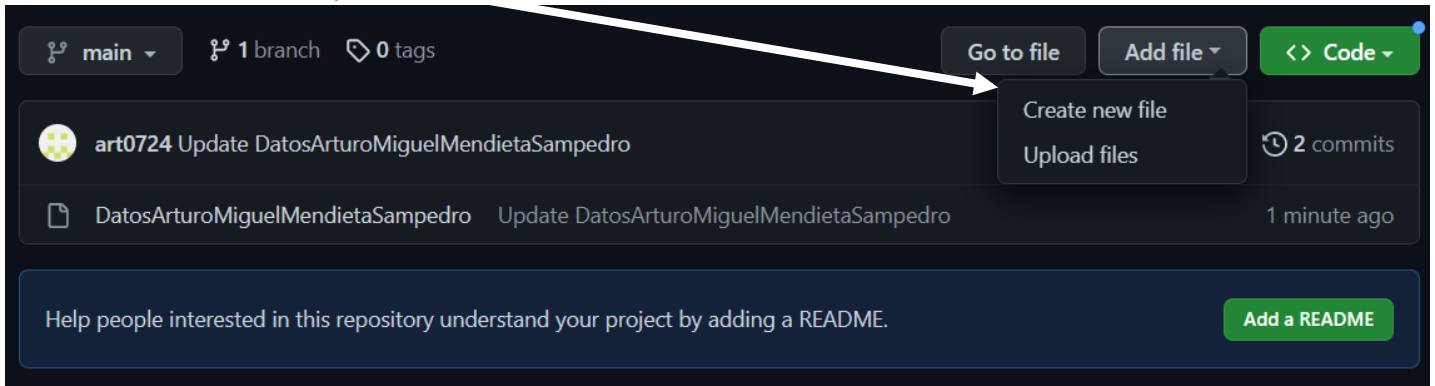 main 1 branch 0 tags Go to file Add file <> Code
Create new file
art0724 Update DatosArturoMiguelMendietaSampedro 2 commits
Upload files
DatosArturoMiguelMendietaSampedro Update DatosArturoMiguelMendietaSampedro 1 minute ago
Help people interested in this repository understand your project by adding a README. Add a README